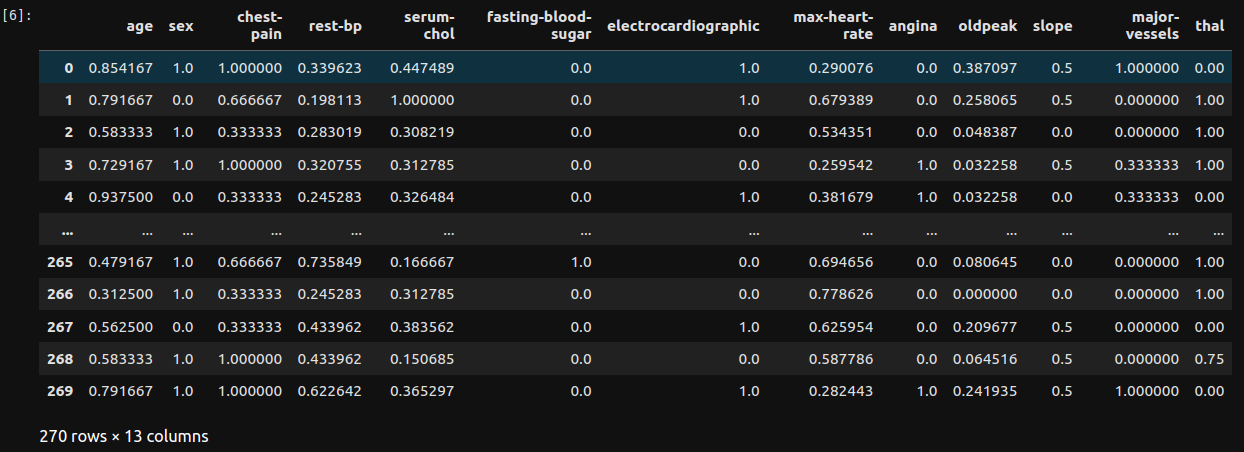 [6]:
age sex chest-pain rest-bp serum-chol fasting-blood-sugar electrocardiographic max-heart-rate angina oldpeak slope major-vessels thal
0 0.854167 1.0 1.000000 0.339623 0.447489 0.0 1.0 0.290076 0.0 0.387097 0.5 1.000000 0.00
1 0.791667 0.0 0.666667 0.198113 1.000000 0.0 1.0 0.679389 0.0 0.258065 0.5 0.000000 1.00
2 0.583333 1.0 0.333333 0.283019 0.308219 0.0 0.0 0.534351 0.0 0.048387 0.0 0.000000 1.00
3 0.729167 1.0 1.000000 0.320755 0.312785 0.0 0.0 0.259542 1.0 0.032258 0.5 0.333333 1.00
4 0.937500 0.0 0.333333 0.245283 0.326484 0.0 1.0 0.381679 1.0 0.032258 0.0 0.333333 0.00
... ... ... ... ... ... ... ... ... ... ... ... ... ...
265 0.479167 1.0 0.666667 0.735849 0.166667 1.0 0.0 0.694656 0.0 0.080645 0.0 0.000000 1.00
266 0.312500 1.0 0.333333 0.245283 0.312785 0.0 0.0 0.778626 0.0 0.000000 0.0 0.000000 1.00
267 0.562500 0.0 0.333333 0.433962 0.383562 0.0 1.0 0.625954 0.0 0.209677 0.5 0.000000 0.00
268 0.583333 1.0 1.000000 0.433962 0.150685 0.0 0.0 0.587786 0.0 0.064516 0.5 0.000000 0.75
269 0.791667 1.0 1.000000 0.622642 0.365297 0.0 1.0 0.282443 1.0 0.241935 0.5 1.000000 0.00
270 rows × 13 columns